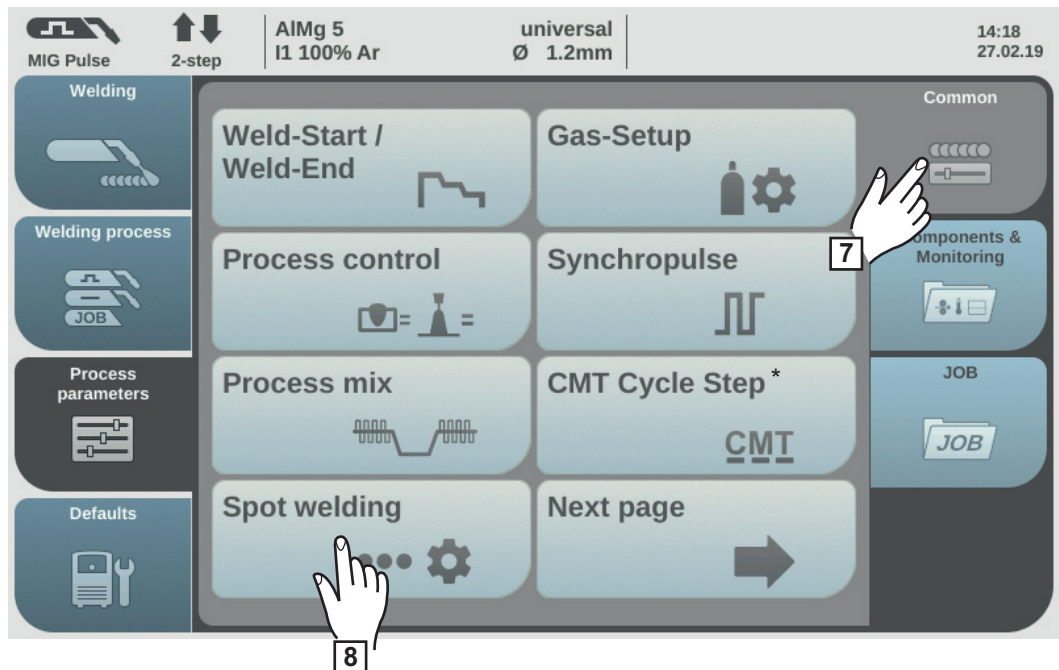 MIG Pulse
2-step
AlMg 5
I1 100% Ar
universal
Ø 1.2mm
14:18
27.02.19
Welding
Welding process
JOB
Process
parameters
Defaults
Weld-Start /
Weld-End
Gas-Setup
Process control
= =
Synchropulse
Process mix
CMT Cycle Step *
CMT
Spot welding
Next page
Common
7
Monitoring
JOB
JOB
8